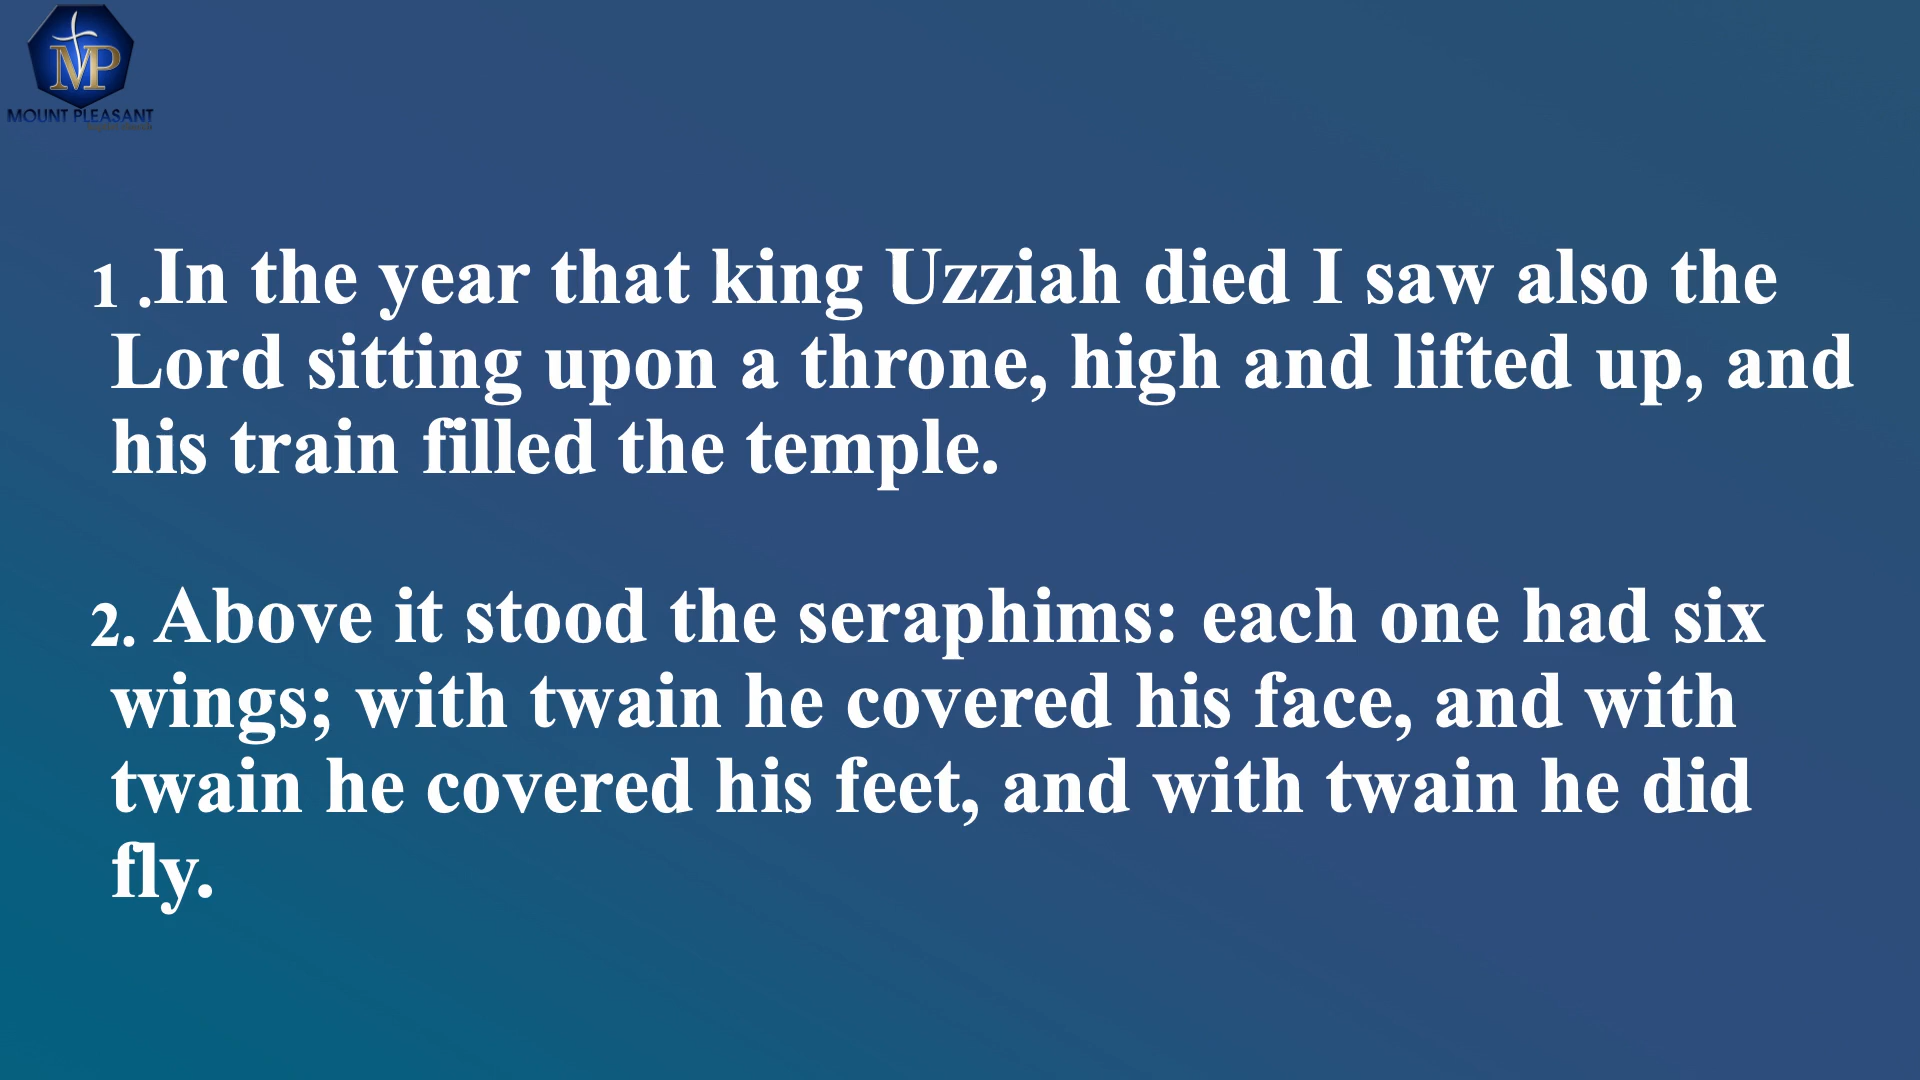 MP
MOUNT PLEASANT
1 .In the year that king Uzziah died I saw also the
Lord sitting upon a throne, high and lifted up, and
his train filled the temple.
2. Above it stood the seraphims: each one had six
wings; with twain he covered his face, and with
twain he covered his feet, and with twain he did
fly.